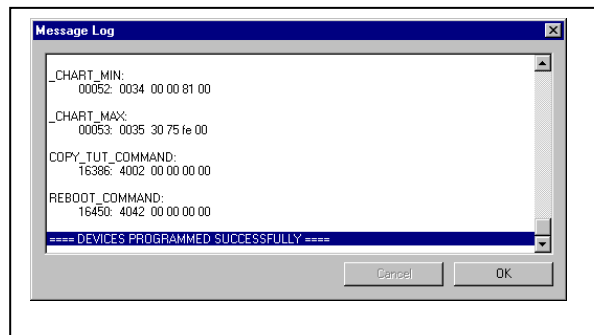 Message Log
_CHART_MIN:
00052: 0034 00 00 81 00
_CHART_MAX:
00053: 0035 30 75 fe 00
COPY_TUT_COMMAND:
16386: 4002 00 00 00 00
REBOOT_COMMAND:
16450: 4042 00 00 00 00
==== DEVICES PROGRAMMED SUCCESSFULLY ====
Cancel
OK